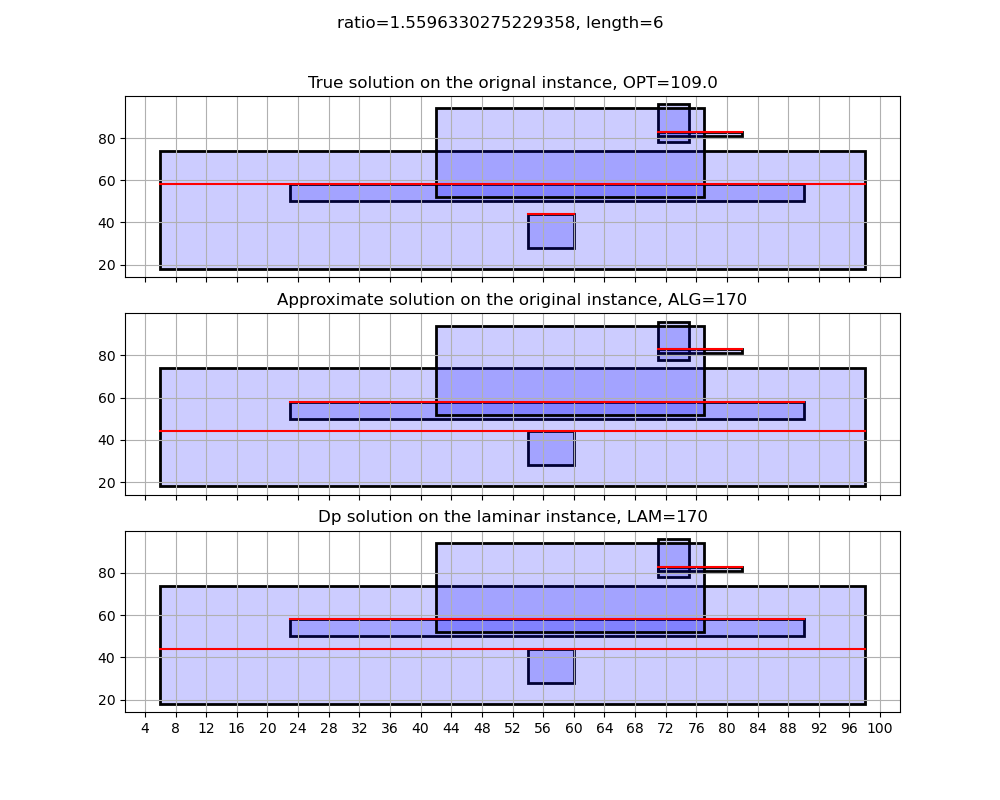 ratio=1.5596330275229358, length=6
True solution on the orignal instance, OPT=109.0
80
60
40
20
Approximate solution on the original instance, ALG=170
80
60
40
20
Dp solution on the laminar instance, LAM=170
80
60
40
20
4 8 12 16 20 24 28 32 36 40 44 48 52 56 60 64 68 72 76 80 84 88 92 96 100